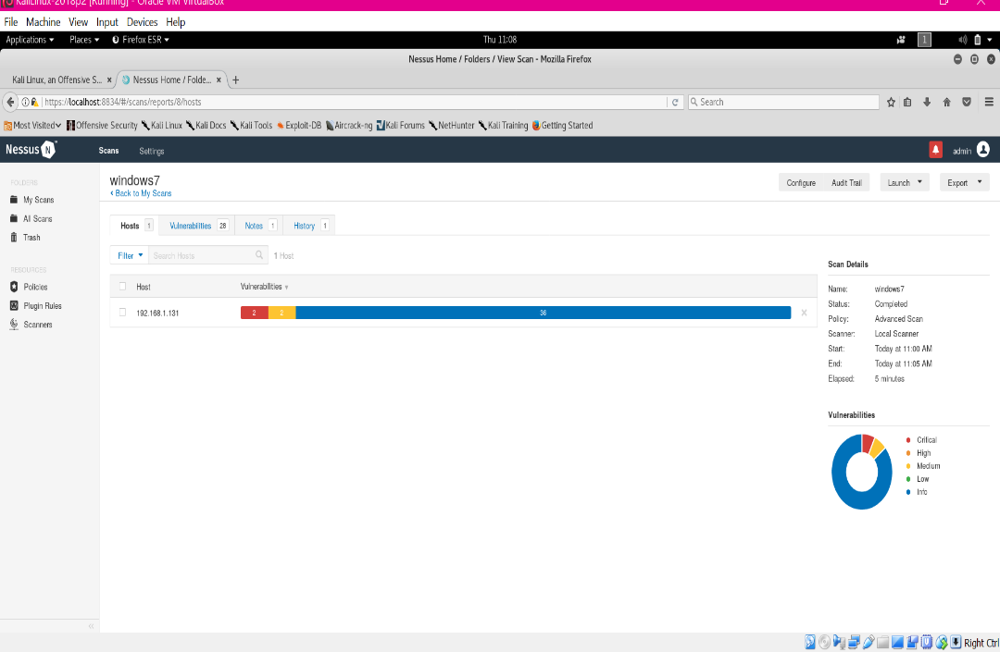 KaliLinux-2018p2 [Running] - Oracle VM VirtualBox
File Machine View Input Devices Help
Applications Places Firefox ESR Thu 11:08 1
Nessus Home / Folders / View Scan - Mozilla Firefox
Kali Linux, an Offensive S... × Nessus Home / Folde... × +
https://localhost:8834/#/scans/reports/8/hosts Search
Most Visited Offensive Security Kali Linux Kali Docs Kali Tools Exploit-DB Aircrack-ng Kali Forums NetHunter Kali Training Getting Started
Nessus N Scans Settings admin
FOLDERS
My Scans
All Scans
Trash
RESOURCES
Policies
Plugin Rules
Scanners
windows7
Back to My Scans
Configure Audit Trail Launch Export
Hosts 1 Vulnerabilities 28 Notes 1 History 1
Filter Search Hosts 1 Host
Host Vulnerabilities
192.168.1.131 2 2 36
Scan Details
Name: windows7
Status: Completed
Policy: Advanced Scan
Scanner: Local Scanner
Start: Today at 11:00 AM
End: Today at 11:05 AM
Elapsed: 5 minutes
Vulnerabilities
Critical
High
Medium
Low
Info
Right Ctrl